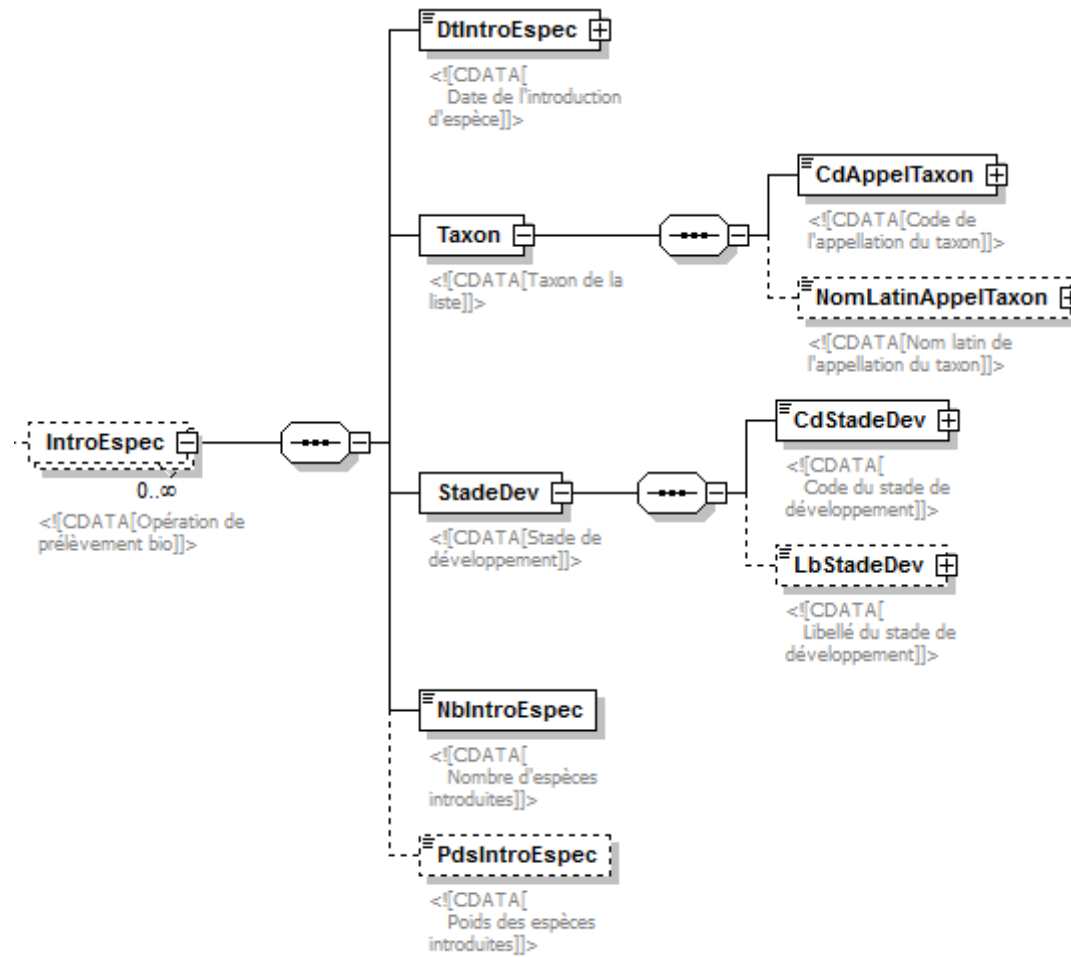 DtIntroEspec
<![CDATA[
Date de l'introduction
d'espèce]]>
CdAppelTaxon
<![CDATA[Code de
l'appellation du taxon]]>
Taxon
<![CDATA[Taxon de la
liste]]>
NomLatinAppelTaxon
<![CDATA[Nom latin de
l'appellation du taxon]]>
IntroEspec
0..∞
<![CDATA[Opération de
prélèvement bio]]>
CdStadeDev
<![CDATA[
Code du stade de
développement]]>
StadeDev
<![CDATA[Stade de
développement]]>
LbStadeDev
<![CDATA[
Libellé du stade de
développement]]>
NbIntroEspec
<![CDATA[
Nombre d'espèces
introduites]]>
PdsIntroEspec
<![CDATA[
Poids des espèces
introduites]]>